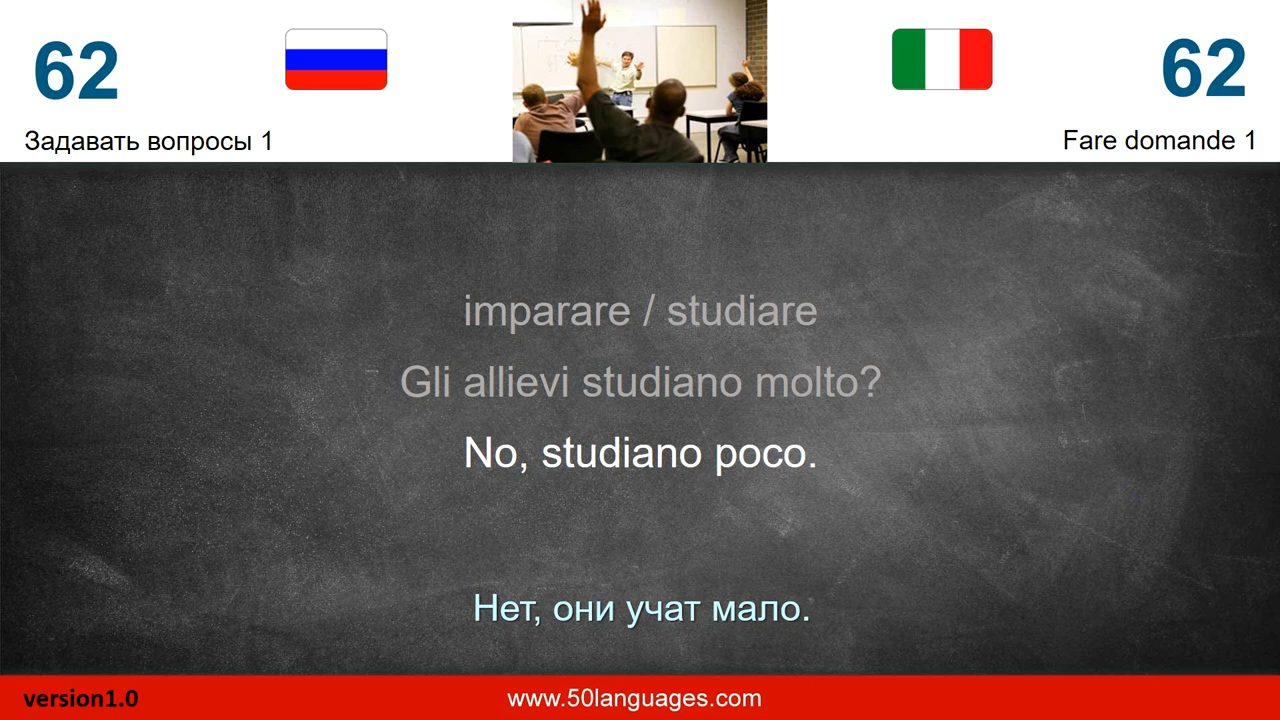 62
62
Задавать вопросы 1
Fare domande 1
imparare / studiare
Gli allievi studiano molto?
No, studiano poco.
Нет, они учат мало.
version1.0
www.50languages.com